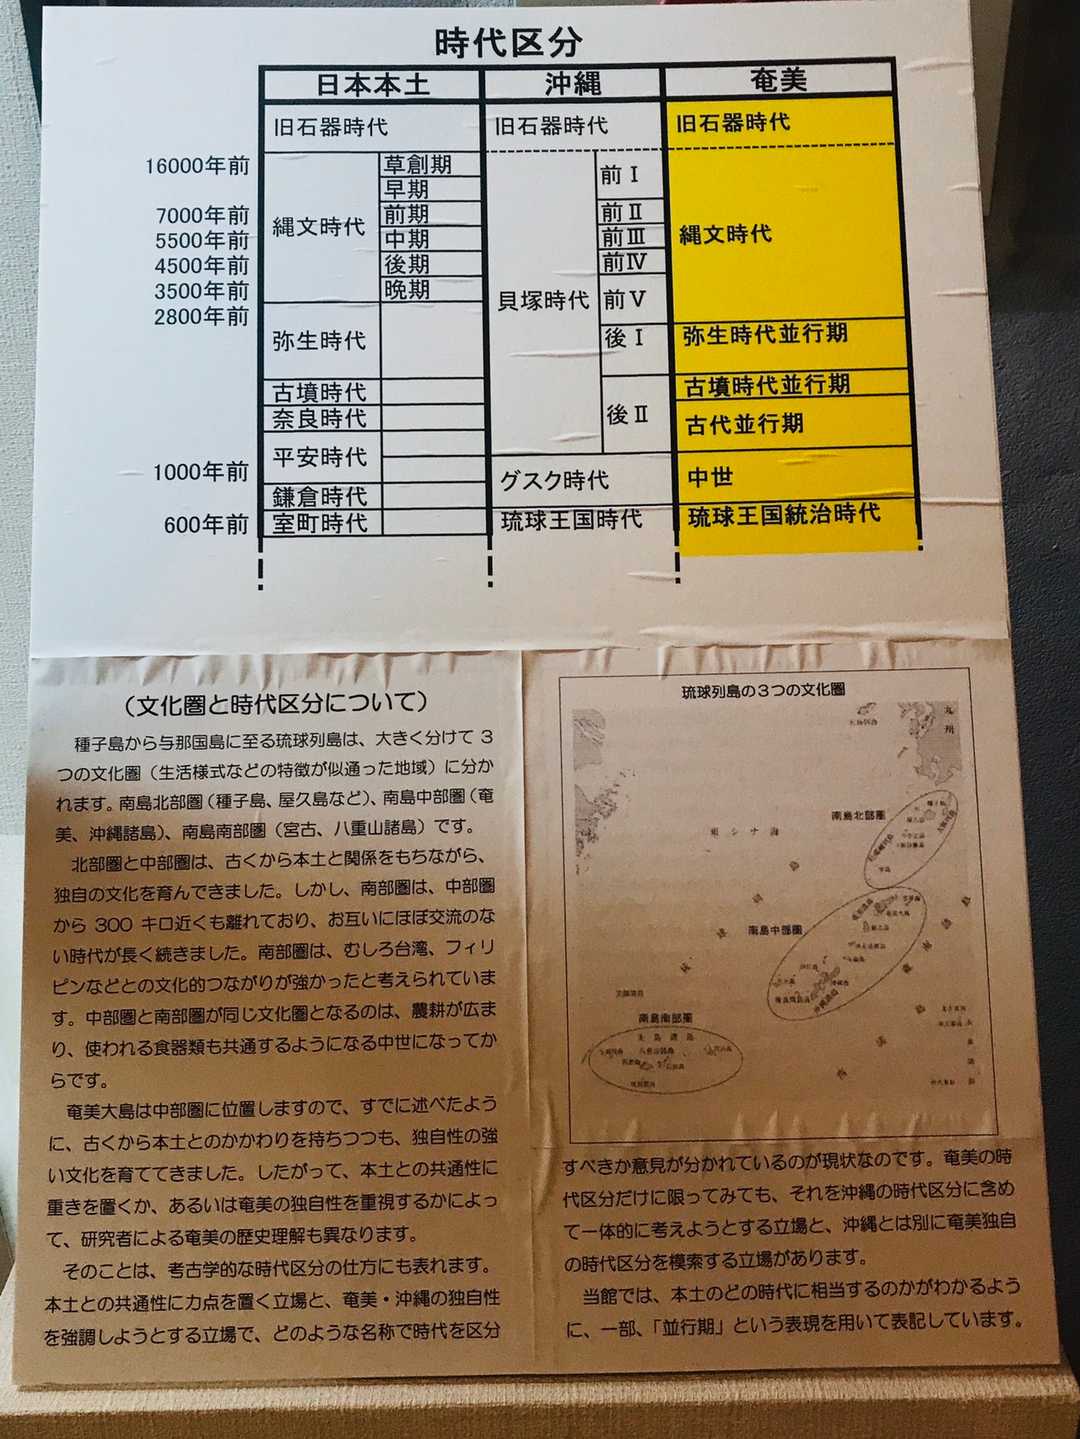 時代区分
日本本土
沖縄
奄美
旧石器時代
旧石器時代
旧石器時代
16000年前
縄文時代
草創期
早期
7000年前
前期
5500年前
中期
4500年前
後期
3500年前
晩期
2800年前
弥生時代
古墳時代
奈良時代
平安時代
1000年前
鎌倉時代
600年前
室町時代
貝塚時代
前Ⅰ
前Ⅱ
前Ⅲ
前Ⅳ
前Ⅴ
後Ⅰ
後Ⅱ
グスク時代
琉球王国時代
縄文時代
弥生時代並行期
古墳時代並行期
古代並行期
中世
琉球王国統治時代
（文化圏と時代区分について）
種子島から与那国島に至る琉球列島は、大きく分けて 3
つの文化圏（生活様式などの特徴が似通った地域）に分か
れます。南島北部圏（種子島、屋久島など）、南島中部圏（奄
美、沖縄諸島）、南島南部圏（宮古、八重山諸島）です。
北部圏と中部圏は、古くから本土と関係をもちながら、
独自の文化を育んできました。しかし、南部圏は、中部圏
から 300 キロ近くも離れており、お互いにほぼ交流のな
い時代が長く続きました。南部圏は、むしろ台湾、フィリ
ピンなどとの文化的つながりが強かったと考えられていま
す。中部圏と南部圏が同じ文化圏となるのは、農耕が広ま
り、使われる食器類も共通するようになる中世になってか
らです。
奄美大島は中部圏に位置しますので、すでに述べたよう
に、古くから本土とのかかわりを持ちつつも、独自性の強
い文化を育ててきました。したがって、本土との共通性に
重きを置くか、あるいは奄美の独自性を重視するかによっ
て、研究者による奄美の歴史理解も異なります。
そのことは、考古学的な時代区分の仕方にも表れます。
本土との共通性に力点を置く立場と、奄美・沖縄の独自性
を強調しようとする立場で、どのような名称で時代を区分
琉球列島の3つの文化圏
九州
南島北部圏
東シナ海
南島中部圏
南島南部圏
すべきか意見が分かれているのが現状なのです。奄美の時
代区分だけに限ってみても、それを沖縄の時代区分に含め
て一体的に考えようとする立場と、沖縄とは別に奄美独自
の時代区分を模索する立場があります。
当館では、本土のどの時代に相当するのかがわかるよう
に、一部、「並行期」という表現を用いて表記しています。